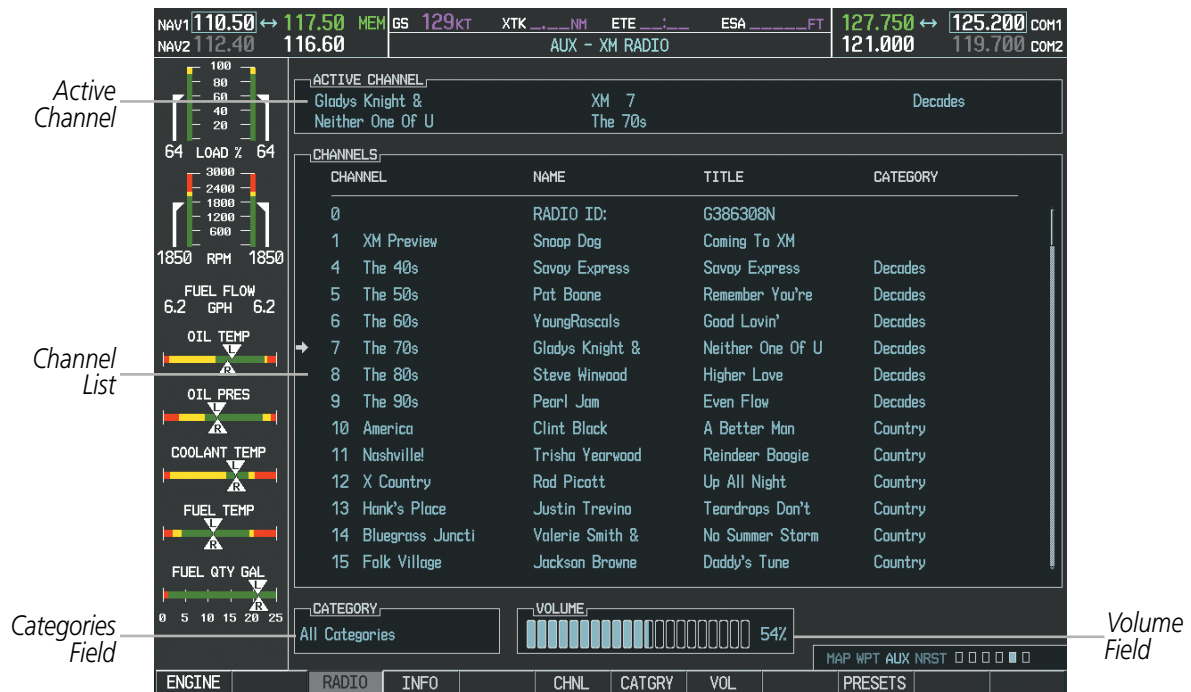 NAV1 110.50 ↔ 117.50 MEM GS 129KT XTK _.__NM ETE __:__ ESA _____FT 127.750 ↔ 125.200 COM1
NAV2 112.40 116.60 AUX - XM RADIO 121.000 119.700 COM2
Active Channel
100
80
60
40
20
64 LOAD % 64
3000
2400
1800
1200
600
1850 RPM 1850
FUEL FLOW
6.2 GPH 6.2
OIL TEMP
L
R
OIL PRES
L
R
COOLANT TEMP
L
R
FUEL TEMP
L
R
FUEL QTY GAL
L
R
0 5 10 15 20 25
ACTIVE CHANNEL
Gladys Knight & XM 7 Decades
Neither One Of U The 70s
CHANNELS
CHANNEL NAME TITLE CATEGORY
0 RADIO ID: G386308N
1 XM Preview Snoop Dog Coming To XM
4 The 40s Savoy Express Savoy Express Decades
5 The 50s Pat Boone Remember You're Decades
6 The 60s YoungRascals Good Lovin' Decades
7 The 70s Gladys Knight & Neither One Of U Decades
8 The 80s Steve Winwood Higher Love Decades
9 The 90s Pearl Jam Even Flow Decades
10 America Clint Black A Better Man Country
11 Nashville! Trisha Yearwood Reindeer Boogie Country
12 X Country Rod Picott Up All Night Country
13 Hank's Place Justin Trevino Teardrops Don't Country
14 Bluegrass Juncti Valerie Smith & No Summer Storm Country
15 Folk Village Jackson Browne Daddy's Tune Country
Channel List
CATEGORY
All Categories
VOLUME
54%
Categories Field
Volume Field
MAP WPT AUX NRST
ENGINE RADIO INFO CHNL CATGRY VOL PRESETS